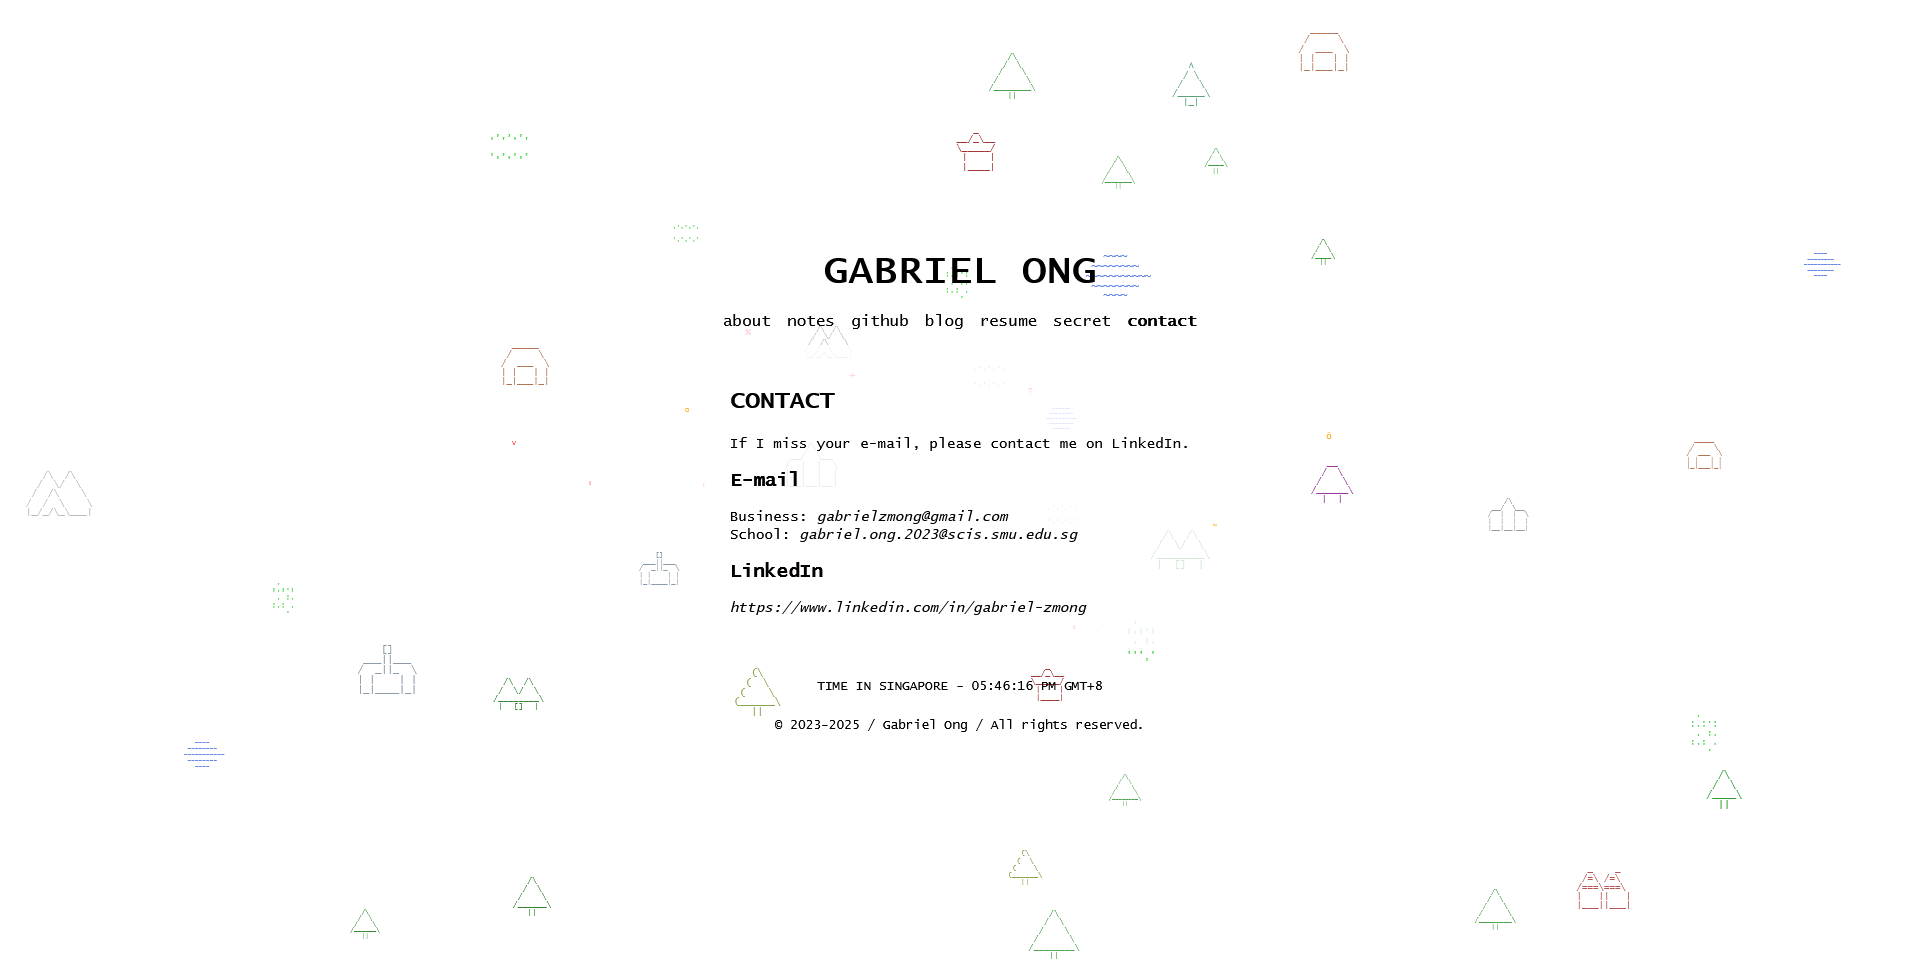 GABRIEL ONG
about notes github blog resume secret contact
CONTACT
If I miss your e-mail, please contact me on LinkedIn.
E-mail
Business: gabrielzmong@gmail.com
School: gabriel.ong.2023@scis.smu.edu.sg
LinkedIn
https://www.linkedin.com/in/gabriel-zmong
TIME IN SINGAPORE - 05:46:16 PM GMT+8
© 2023-2025 / Gabriel Ong / All rights reserved.